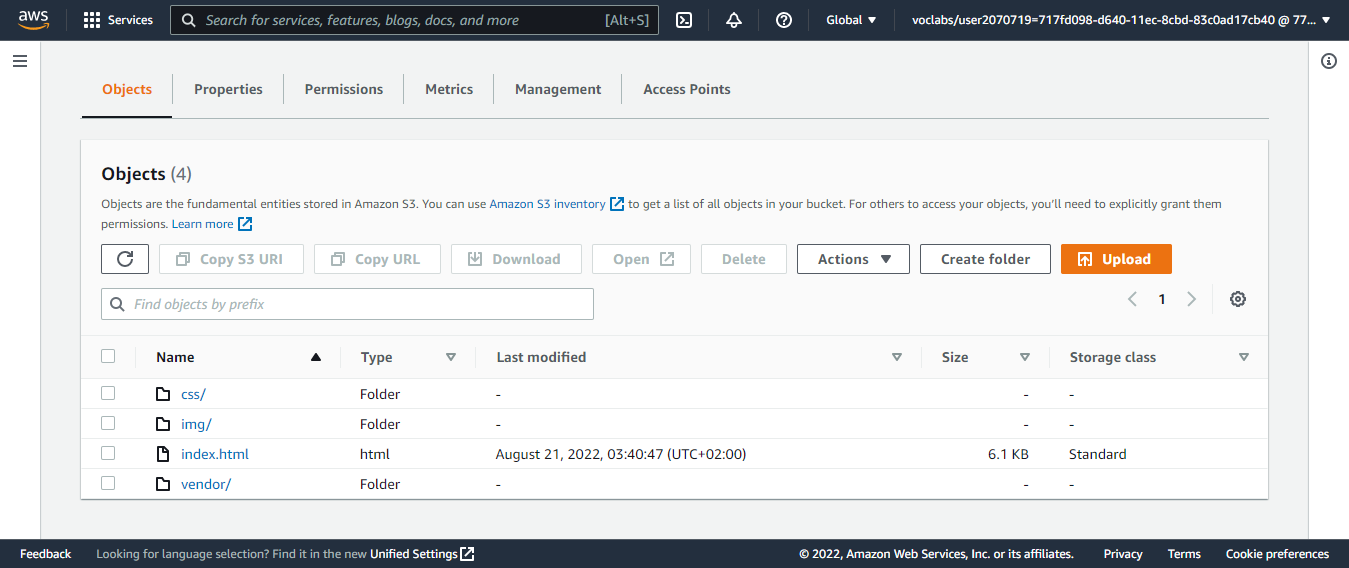 aws Services Search for services, features, blogs, docs, and more [Alt+S] Global voclabs/user2070719=717fd098-d640-11ec-8cbd-83c0ad17cb40 @ 77...
Objects Properties Permissions Metrics Management Access Points
Objects (4)
Objects are the fundamental entities stored in Amazon S3. You can use Amazon S3 inventory to get a list of all objects in your bucket. For others to access your objects, you'll need to explicitly grant them
permissions. Learn more
Copy S3 URI Copy URL Download Open Delete Actions Create folder Upload
Find objects by prefix 1
Name Type Last modified Size Storage class
css/ Folder - - -
img/ Folder - - -
index.html html August 21, 2022, 03:40:47 (UTC+02:00) 6.1 KB Standard
vendor/ Folder - - -
Feedback Looking for language selection? Find it in the new Unified Settings © 2022, Amazon Web Services, Inc. or its affiliates. Privacy Terms Cookie preferences